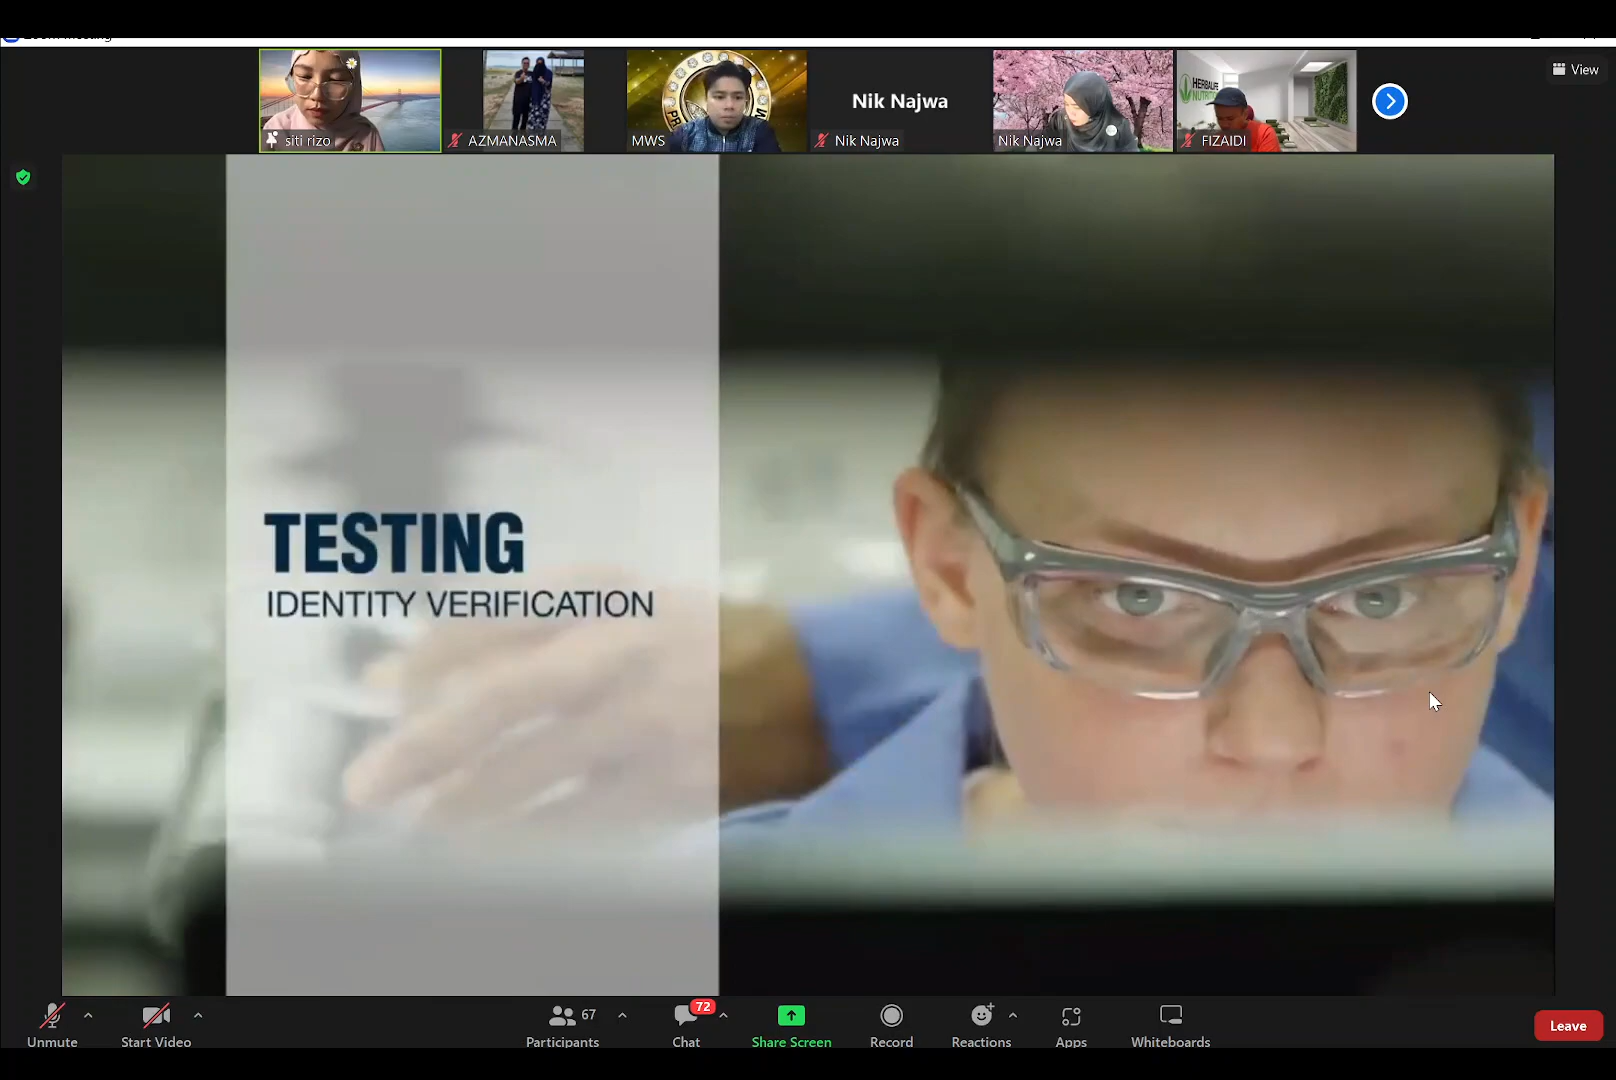 View
siti rizo
AZMANASMA
MWS
Nik Najwa
Nik Najwa
Nik Najwa
HERBALIFE
NUTRITION
FIZAIDI
TESTING
IDENTITY VERIFICATION
Unmute
Start Video
67
Participants
72
Chat
Share Screen
Record
Reactions
Apps
Whiteboards
Leave